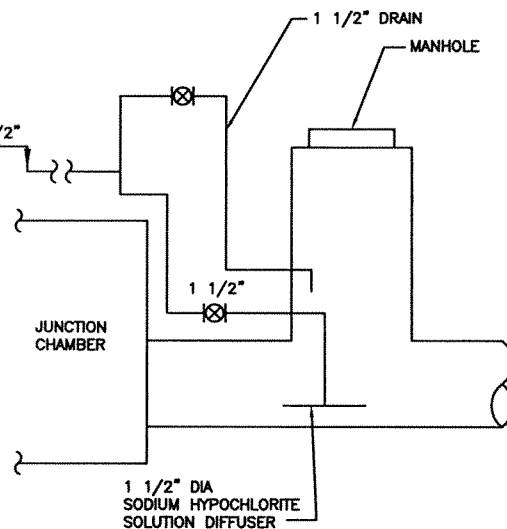 1 1/2" DRAIN
MANHOLE
/2"
1 1/2"
JUNCTION
CHAMBER
1 1/2" DIA
SODIUM HYPOCHLORITE
SOLUTION DIFFUSER